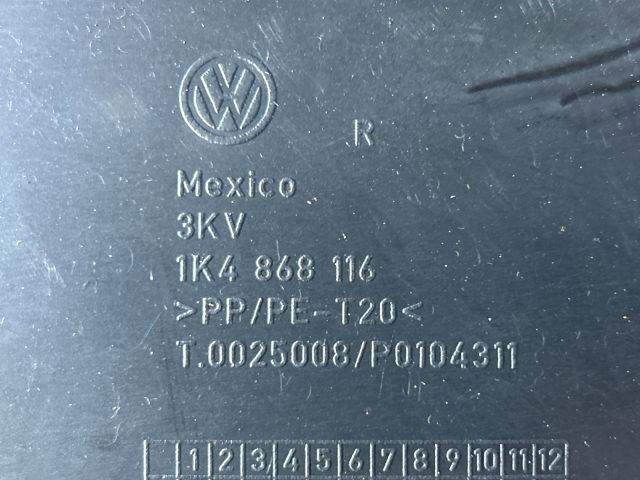 VW
R
Mexico
3KV
1K4 868 116
>PP/PE-T20<
T.0025008/P0104311
1 2 3 4 5 6 7 8 9 10 11 12